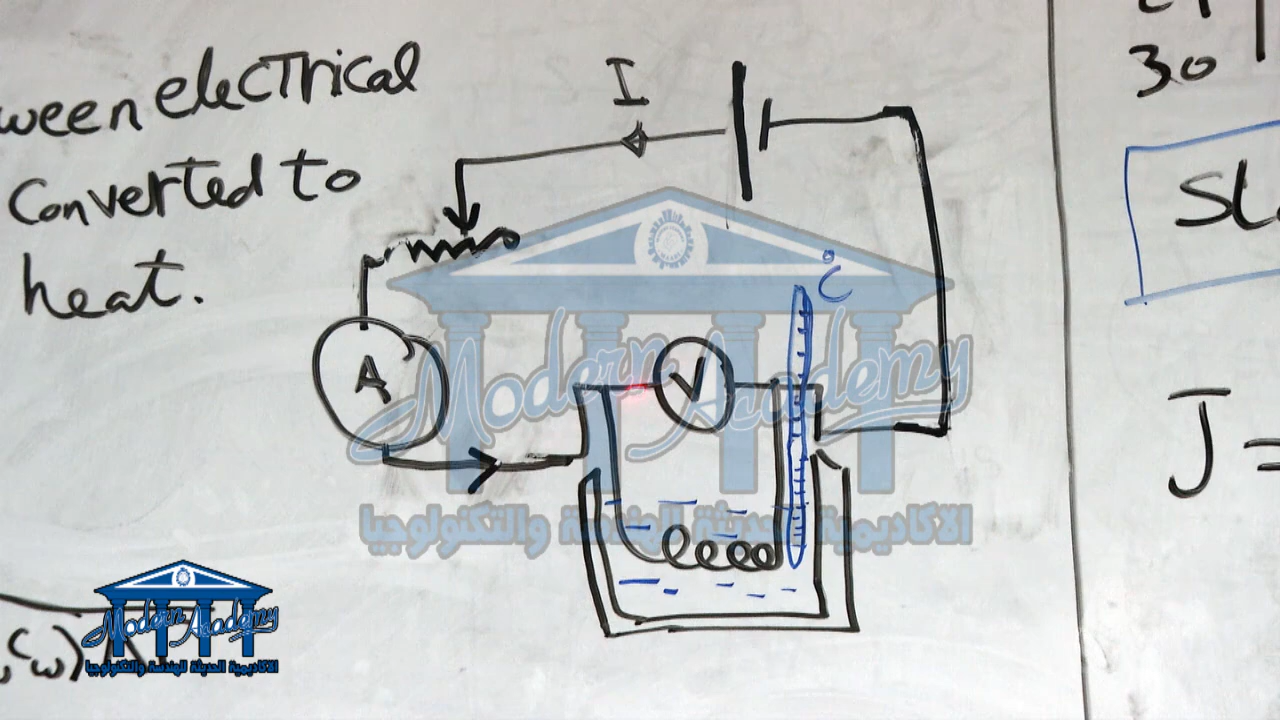 ween electrical
converted to
heat.
I
A
V
°C
30
J =
Modern Academy
الاكاديمية الحديثة للهندسة والتكنولوجيا
Modern Academy
الاكاديمية الحديثة للهندسة والتكنولوجيا